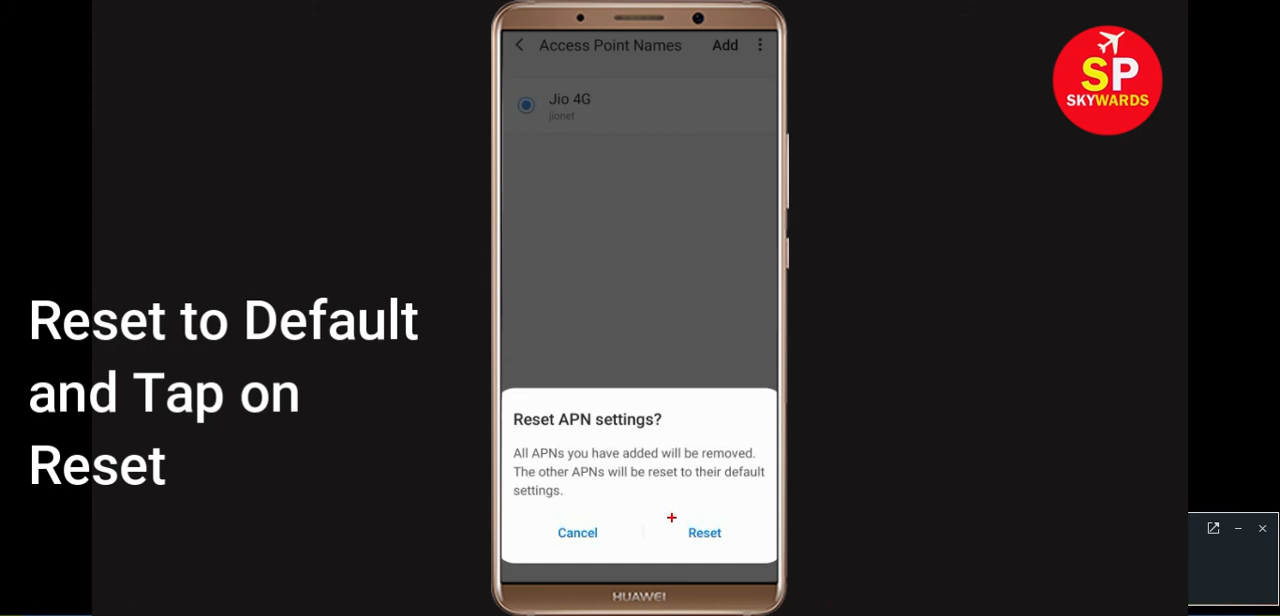 Access Point Names Add
Jio 4G
jionet
SP
SKYWARDS
Reset to Default
and Tap on
Reset
Reset APN settings?
All APNs you have added will be removed.
The other APNs will be reset to their default
settings.
Cancel Reset
HUAWEI